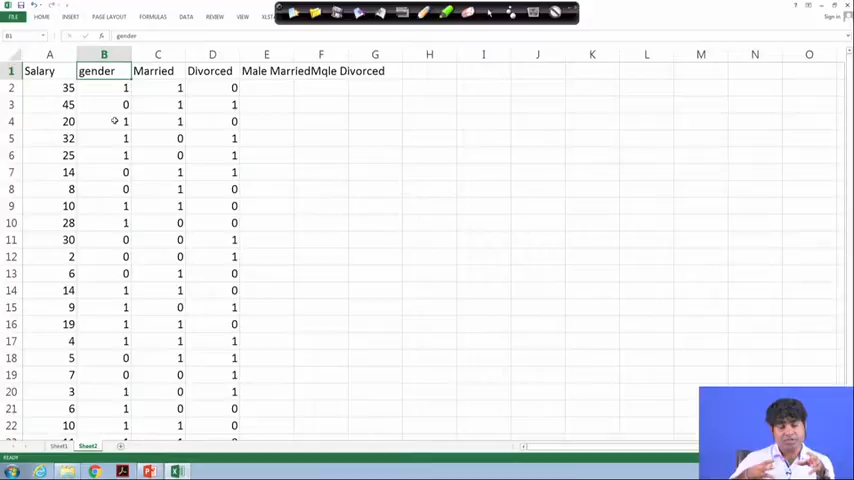 FILE HOME INSERT PAGE LAYOUT FORMULAS DATA REVIEW VIEW Sign in
B1 fx gender
A B C D E F G H I J K L M N O
1 Salary gender Married Divorced Male MarriedMqle Divorced
2 35 1 1 0
3 45 0 1 1
4 20 1 1 0
5 32 1 0 1
6 25 1 0 1
7 14 0 1 1
8 8 0 1 0
9 10 1 1 0
10 28 1 0 0
11 30 0 0 1
12 2 0 0 1
13 6 0 1 0
14 14 1 1 0
15 9 1 0 1
16 19 1 1 0
17 4 1 1 1
18 5 0 1 1
19 7 0 0 1
20 3 1 0 1
21 6 1 0 0
22 10 1 1 0
Sheet1 Sheet2
READY